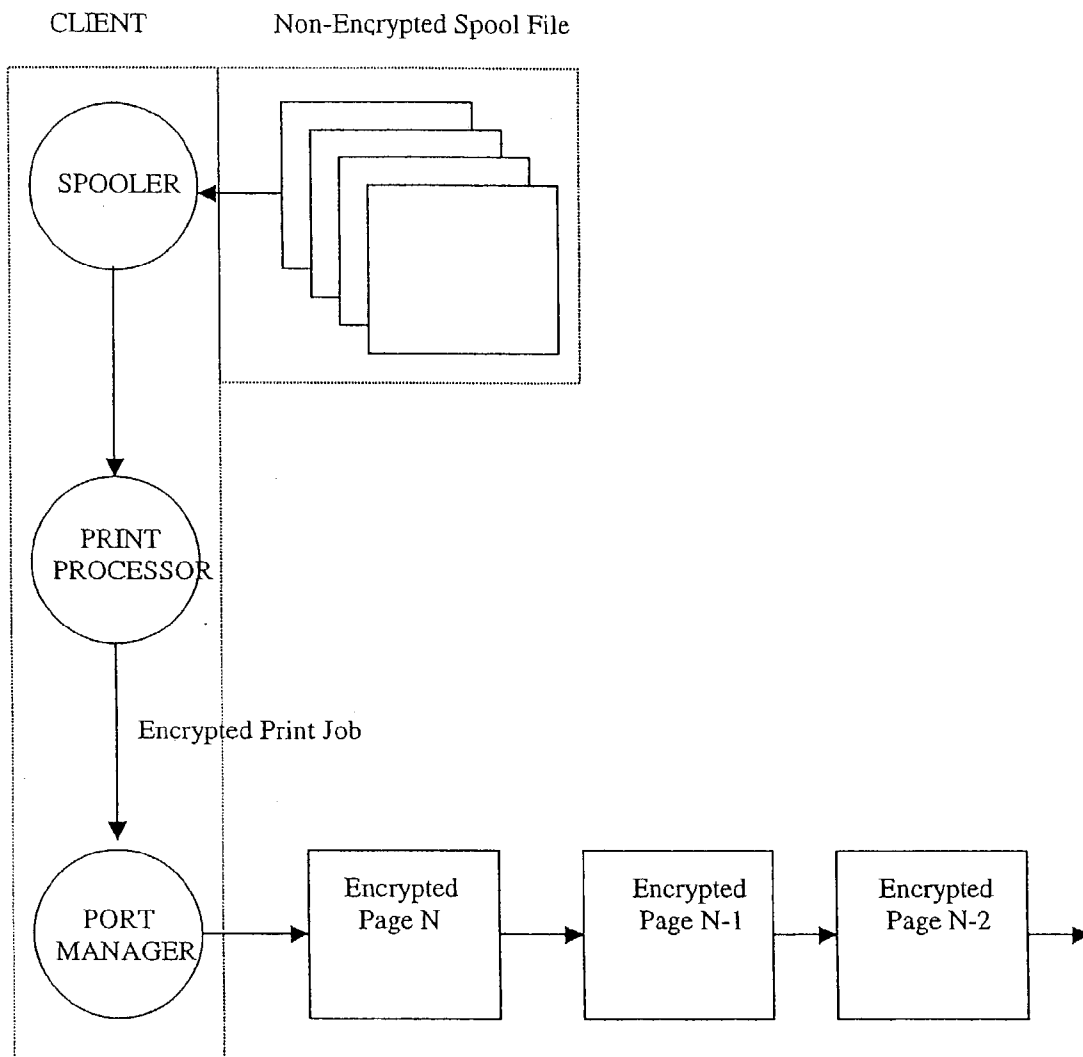 CLIENT
Non-Encrypted Spool File
SPOOLER
PRINT
PROCESSOR
Encrypted Print Job
PORT
MANAGER
Encrypted
Page N
Encrypted
Page N-1
Encrypted
Page N-2